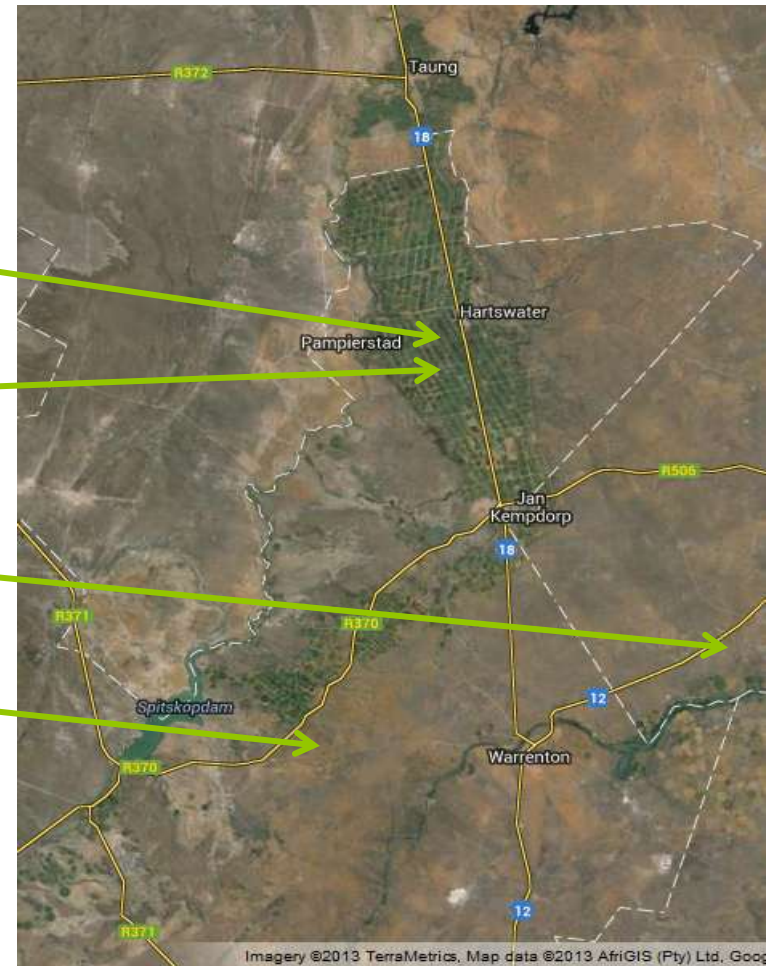 R372
Taung
18
Hartswater
Pampierstad
R506
Jan
Kempdorp
18
R371
R370
12
Spitskopdam
Warrenton
R370
12
R371
Imagery ©2013 TerraMetrics, Map data ©2013 AfriGIS (Pty) Ltd, Goog